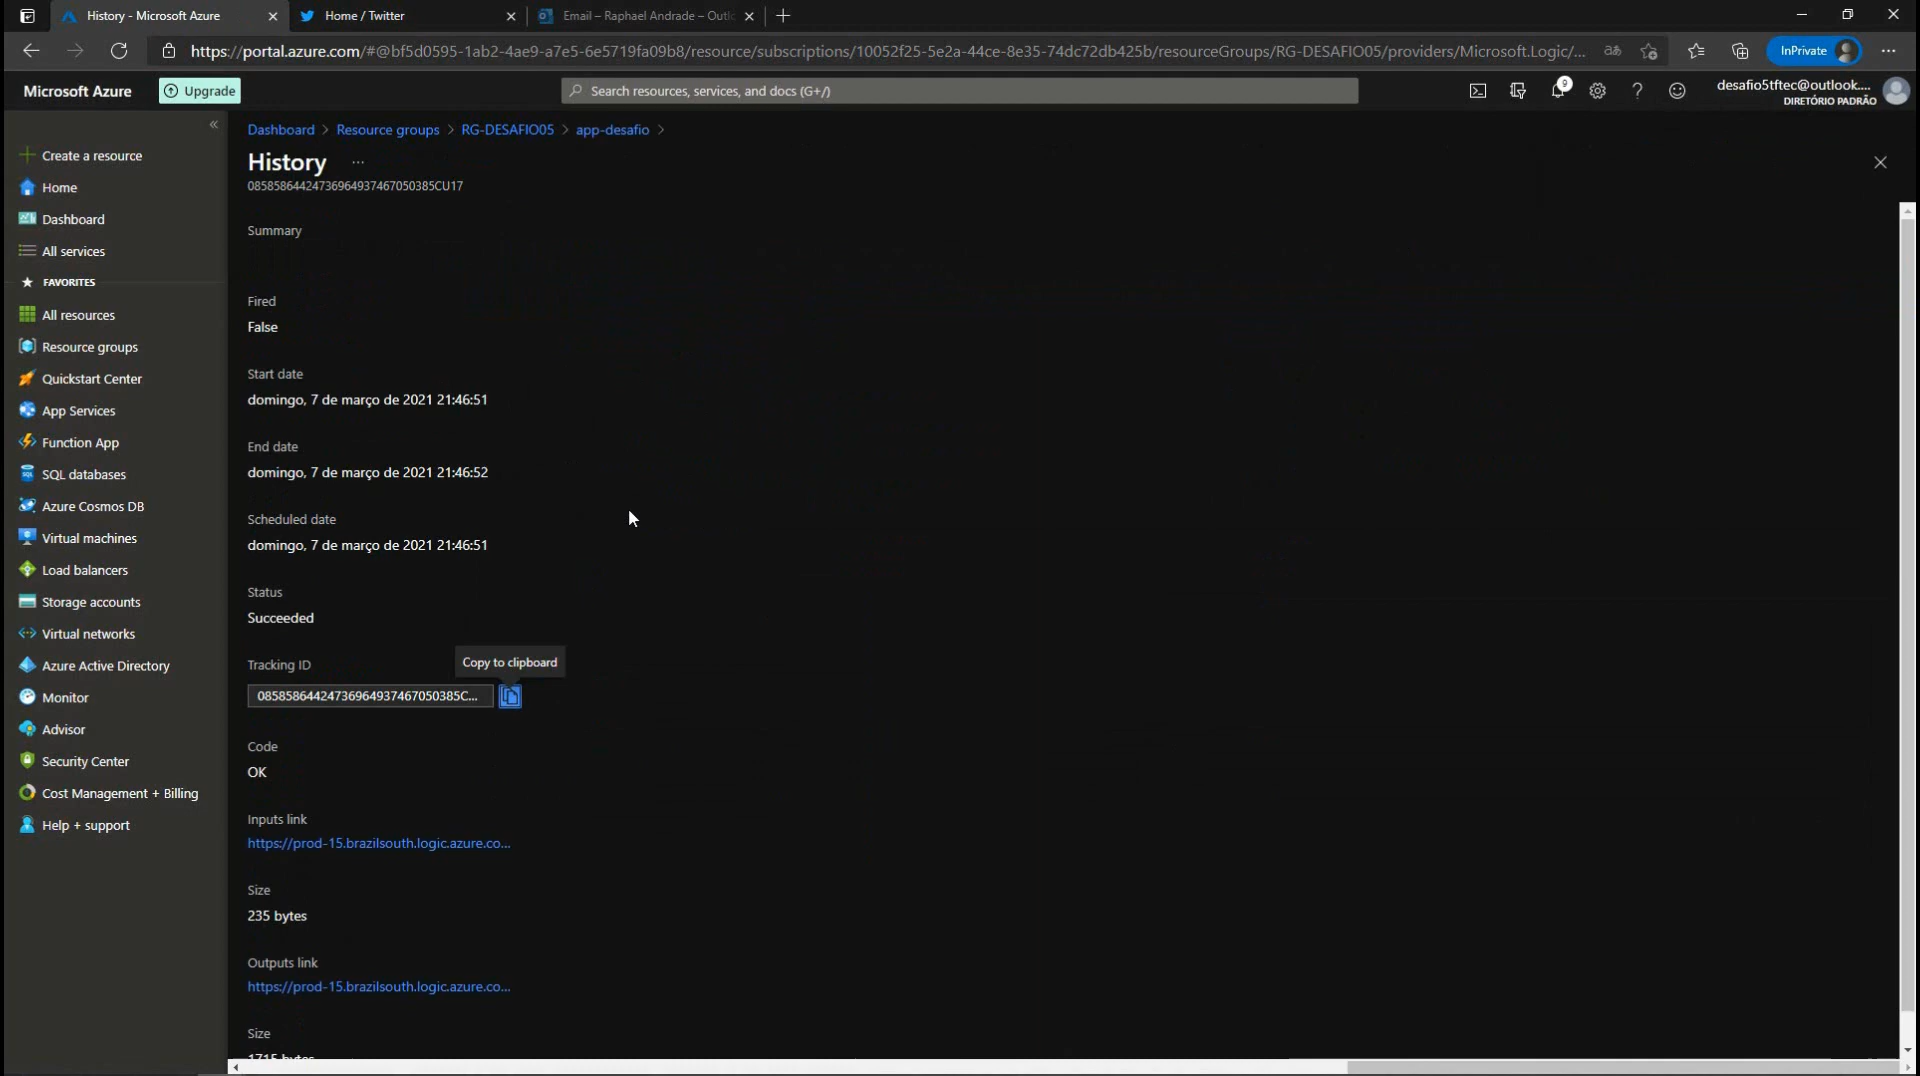 History - Microsoft Azure
Home / Twitter
Email – Raphael Andrade – Outlo
https://portal.azure.com/#@bf5d0595-1ab2-4ae9-a7e5-6e5719fa09b8/resource/subscriptions/10052f25-5e2a-44ce-8e35-74dc72db425b/resourceGroups/RG-DESAFIO05/providers/Microsoft.Logic/...
InPrivate
Microsoft Azure
Upgrade
Search resources, services, and docs (G+/)
9
desafio5tftec@outlook....
DIRETÓRIO PADRÃO
Create a resource
Home
Dashboard
All services
FAVORITES
All resources
Resource groups
Quickstart Center
App Services
Function App
SQL databases
Azure Cosmos DB
Virtual machines
Load balancers
Storage accounts
Virtual networks
Azure Active Directory
Monitor
Advisor
Security Center
Cost Management + Billing
Help + support
Dashboard > Resource groups > RG-DESAFIO05 > app-desafio >
History ...
08585864424736964937467050385CU17
Summary
Fired
False
Start date
domingo, 7 de março de 2021 21:46:51
End date
domingo, 7 de março de 2021 21:46:52
Scheduled date
domingo, 7 de março de 2021 21:46:51
Status
Succeeded
Copy to clipboard
Tracking ID
08585864424736964937467050385C...
Code
OK
Inputs link
https://prod-15.brazilsouth.logic.azure.co...
Size
235 bytes
Outputs link
https://prod-15.brazilsouth.logic.azure.co...
Size
1715 bytes